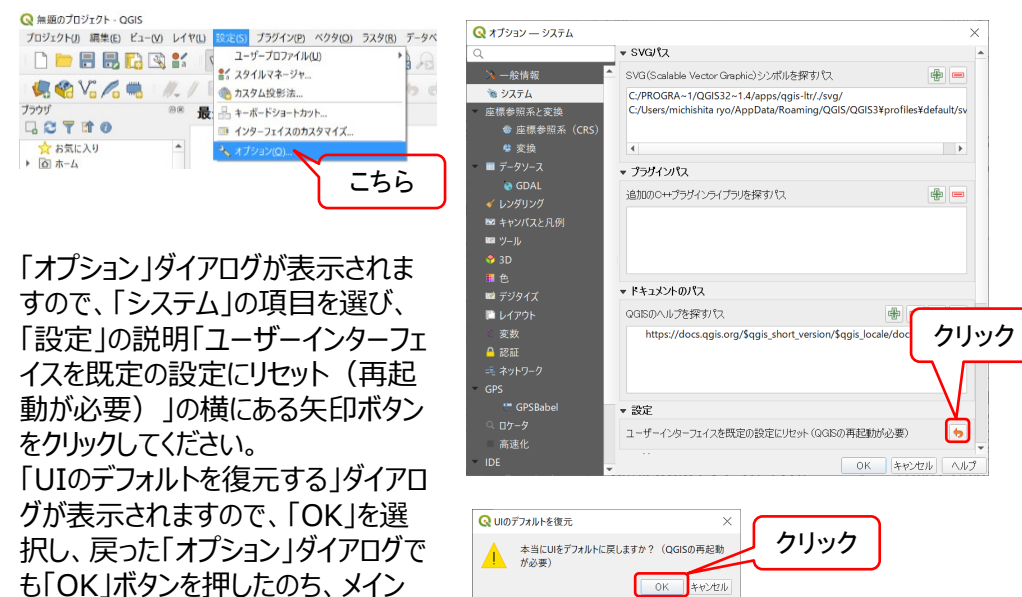 無題のプロジェクト - QGIS
プロジェクト(J) 編集(E) ビュー(V) レイヤ(L) 設定(S) プラグイン(P) ベクタ(O) ラスタ(R) データベ
ユーザープロファイル(U)
スタイルマネージャ...
カスタム投影法...
キーボードショートカット...
インターフェイスのカスタマイズ...
オプション(O)...
ブラウザ
最
お気に入り
ホーム
こちら
「オプション」ダイアログが表示されま
すので、「システム」の項目を選び、
「設定」の説明「ユーザーインターフェ
イスを既定の設定にリセット（再起
動が必要）」の横にある矢印ボタン
をクリックしてください。
「UIのデフォルトを復元する」ダイアロ
グが表示されますので、「OK」を選
択し、戻った「オプション」ダイアログで
も「OK」ボタンを押したのち、メイン
オプション — システム
一般情報
システム
座標参照系と変換
座標参照系（CRS）
変換
データソース
GDAL
レンダリング
キャンバスと凡例
ツール
3D
色
デジタイズ
レイアウト
変数
認証
ネットワーク
GPS
GPSBabel
ロケータ
高速化
IDE
SVGパス
SVG(Scalable Vector Graphic)シンボルを探すパス
C:/PROGRA~1/QGIS32~1.4/apps/qgis-ltr/./svg/
C:/Users/michishita ryo/AppData/Roaming/QGIS/QGIS3¥profiles¥default/sv
プラグインパス
追加のC++プラグインライブラリを探すパス
ドキュメントのパス
QGISのヘルプを探すパス
https://docs.qgis.org/$qgis_short_version/$qgis_locale/doc
クリック
設定
ユーザーインターフェイスを既定の設定にリセット(QGISの再起動が必要)
OK キャンセル ヘルプ
UIのデフォルトを復元
本当にUIをデフォルトに戻しますか？（QGISの再起動
が必要）
OK キャンセル
クリック